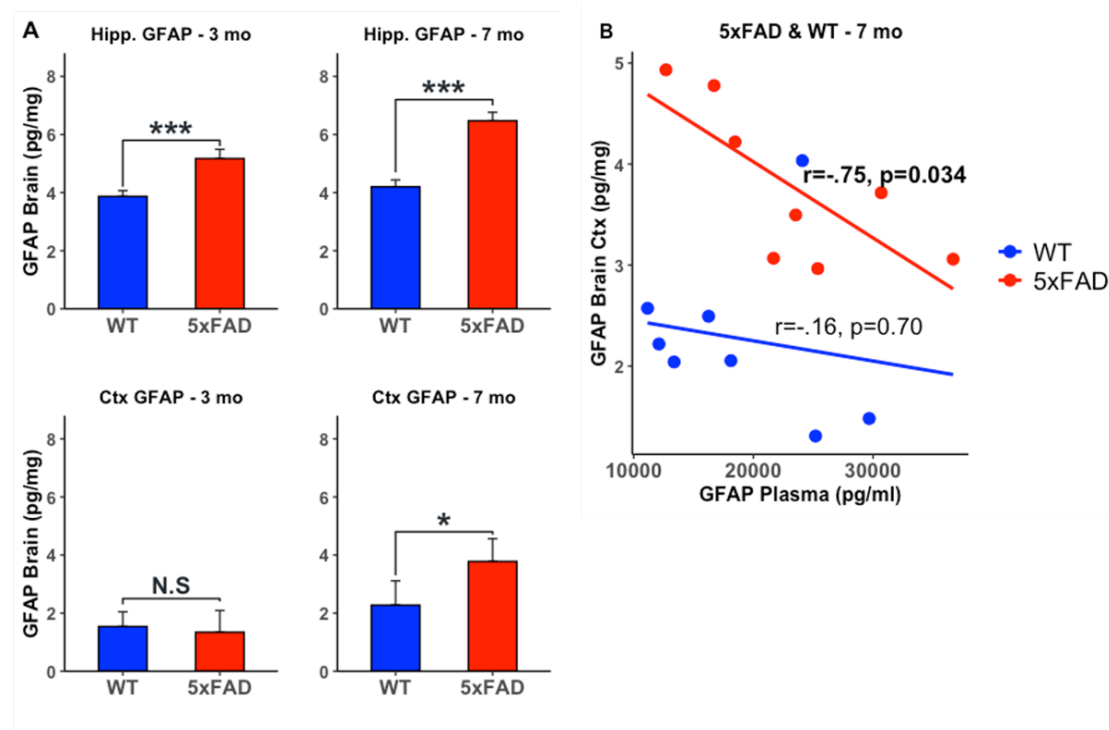 A
Hipp. GFAP - 3 mo
GFAP Brain (pg/mg)
8
6
4
2
0
***
WT
5xFAD
Hipp. GFAP - 7 mo
8
6
4
2
0
***
WT
5xFAD
Ctx GFAP - 3 mo
GFAP Brain (pg/mg)
8
6
4
2
0
N.S
WT
5xFAD
Ctx GFAP - 7 mo
8
6
4
2
0
*
WT
5xFAD
B
5xFAD & WT - 7 mo
GFAP Brain Ctx (pg/mg)
5
4
3
2
r=-.75, p=0.034
r=-.16, p=0.70
10000
20000
30000
GFAP Plasma (pg/ml)
WT
5xFAD